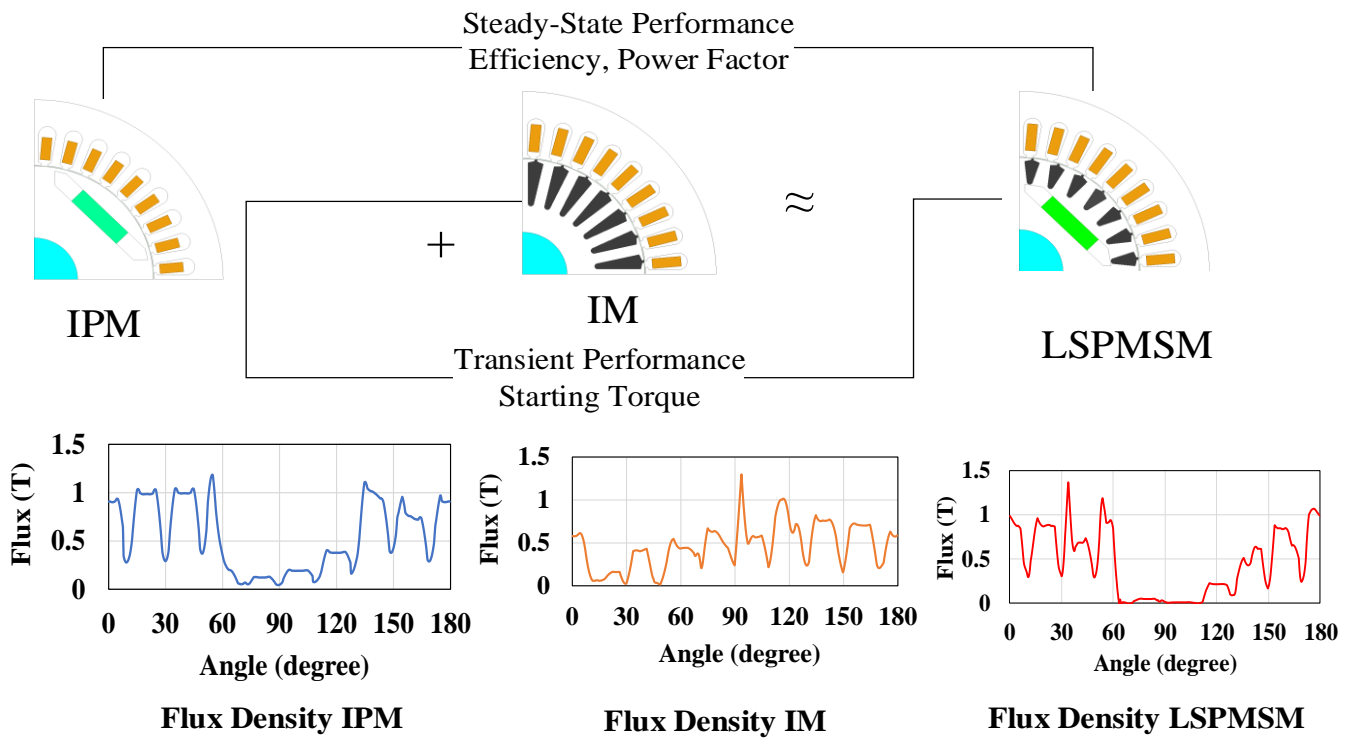 Steady-State Performance
Efficiency, Power Factor
+
≈
IPM
IM
LSPMSM
Transient Performance
Starting Torque
Flux (T)
1.5
1
0.5
0
0 30 60 90 120 150 180
Angle (degree)
Flux Density IPM
Flux (T)
1.5
1
0.5
0
0 30 60 90 120 150 180
Angle (degree)
Flux Density IM
Flux (T)
1.5
1
0.5
0
0 30 60 90 120 150 180
Angle (degree)
Flux Density LSPMSM